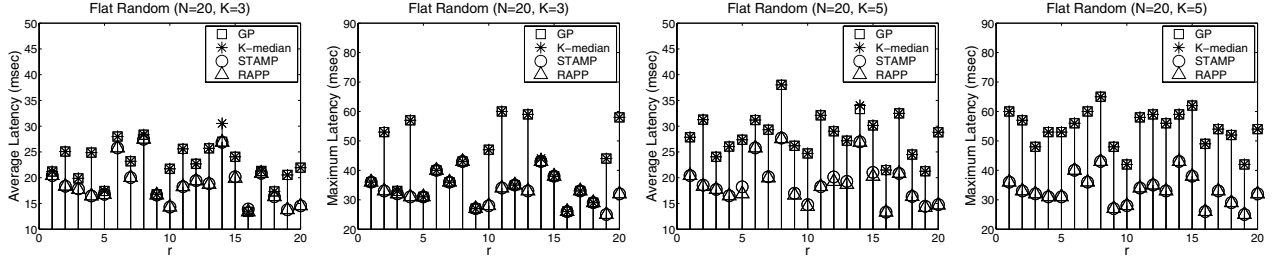 Flat Random (N=20, K=3)
Average Latency (msec)
50
45
40
35
30
25
20
15
10
0
5
10
15
20
r
GP
K-median
STAMP
RAPP
Flat Random (N=20, K=3)
Maximum Latency (msec)
90
80
70
60
50
40
30
20
0
5
10
15
20
r
GP
K-median
STAMP
RAPP
Flat Random (N=20, K=5)
Average Latency (msec)
50
45
40
35
30
25
20
15
10
0
5
10
15
20
r
GP
K-median
STAMP
RAPP
Flat Random (N=20, K=5)
Maximum Latency (msec)
90
80
70
60
50
40
30
20
0
5
10
15
20
r
GP
K-median
STAMP
RAPP